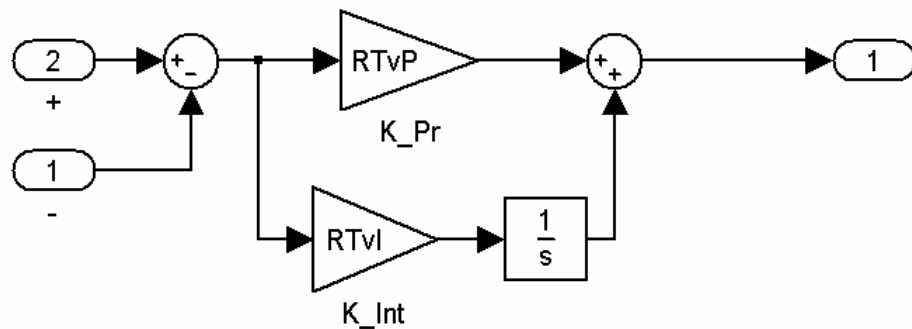 2
+
1
-
+
-
RTvP
K_Pr
RTvI
K_Int
1
s
+
+
1